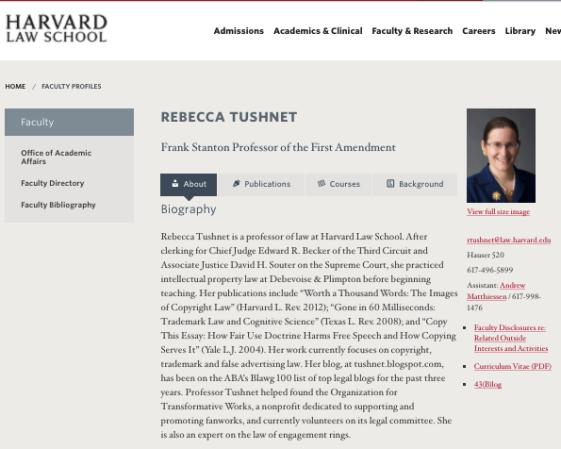 HARVARD
LAW SCHOOL
Admissions Academics & Clinical Faculty & Research Careers Library New
HOME / FACULTY PROFILES
Faculty
Office of Academic
Affairs
Faculty Directory
Faculty Bibliography
REBECCA TUSHNET
Frank Stanton Professor of the First Amendment
About Publications Courses Background
Biography
Rebecca Tushnet is a professor of law at Harvard Law School. After
clerking for Chief Judge Edward R. Becker of the Third Circuit and
Associate Justice David H. Souter on the Supreme Court, she practiced
intellectual property law at Debevoise & Plimpton before beginning
teaching. Her publications include “Worth a Thousand Words: The Images
of Copyright Law” (Harvard L. Rev. 2012); “Gone in 60 Milliseconds:
Trademark Law and Cognitive Science” (Texas L. Rev. 2008); and “Copy
This Essay: How Fair Use Doctrine Harms Free Speech and How Copying
Serves It” (Yale L.J. 2004). Her work currently focuses on copyright,
trademark and false advertising law. Her blog, at tushnet.blogspot.com,
has been on the ABA’s Blawg 100 list of top legal blogs for the past three
years. Professor Tushnet helped found the Organization for
Transformative Works, a nonprofit dedicated to supporting and
promoting fanworks, and currently volunteers on its legal committee. She
is also an expert on the law of engagement rings.
View full size image
rtushnet@law.harvard.edu
Hauser 520
617-496-5899
Assistant: Andrew
Matthiessen / 617-998-
1476
Faculty Disclosures re:
Related Outside
Interests and Activities
Curriculum Vitae (PDF)
43(B)log